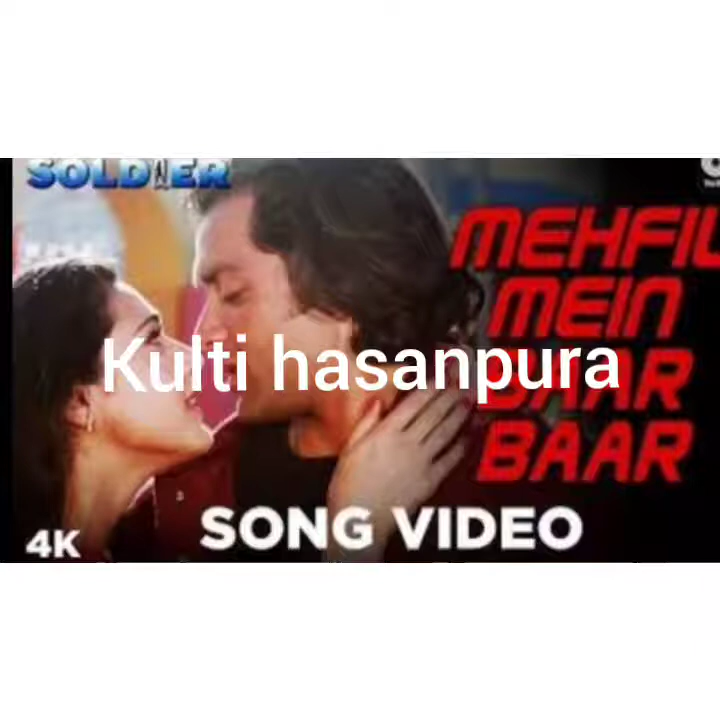 SOLDIER
MEHFIL
MEIN
BAAR
BAAR
Kulti hasanpura
SONG VIDEO
4K